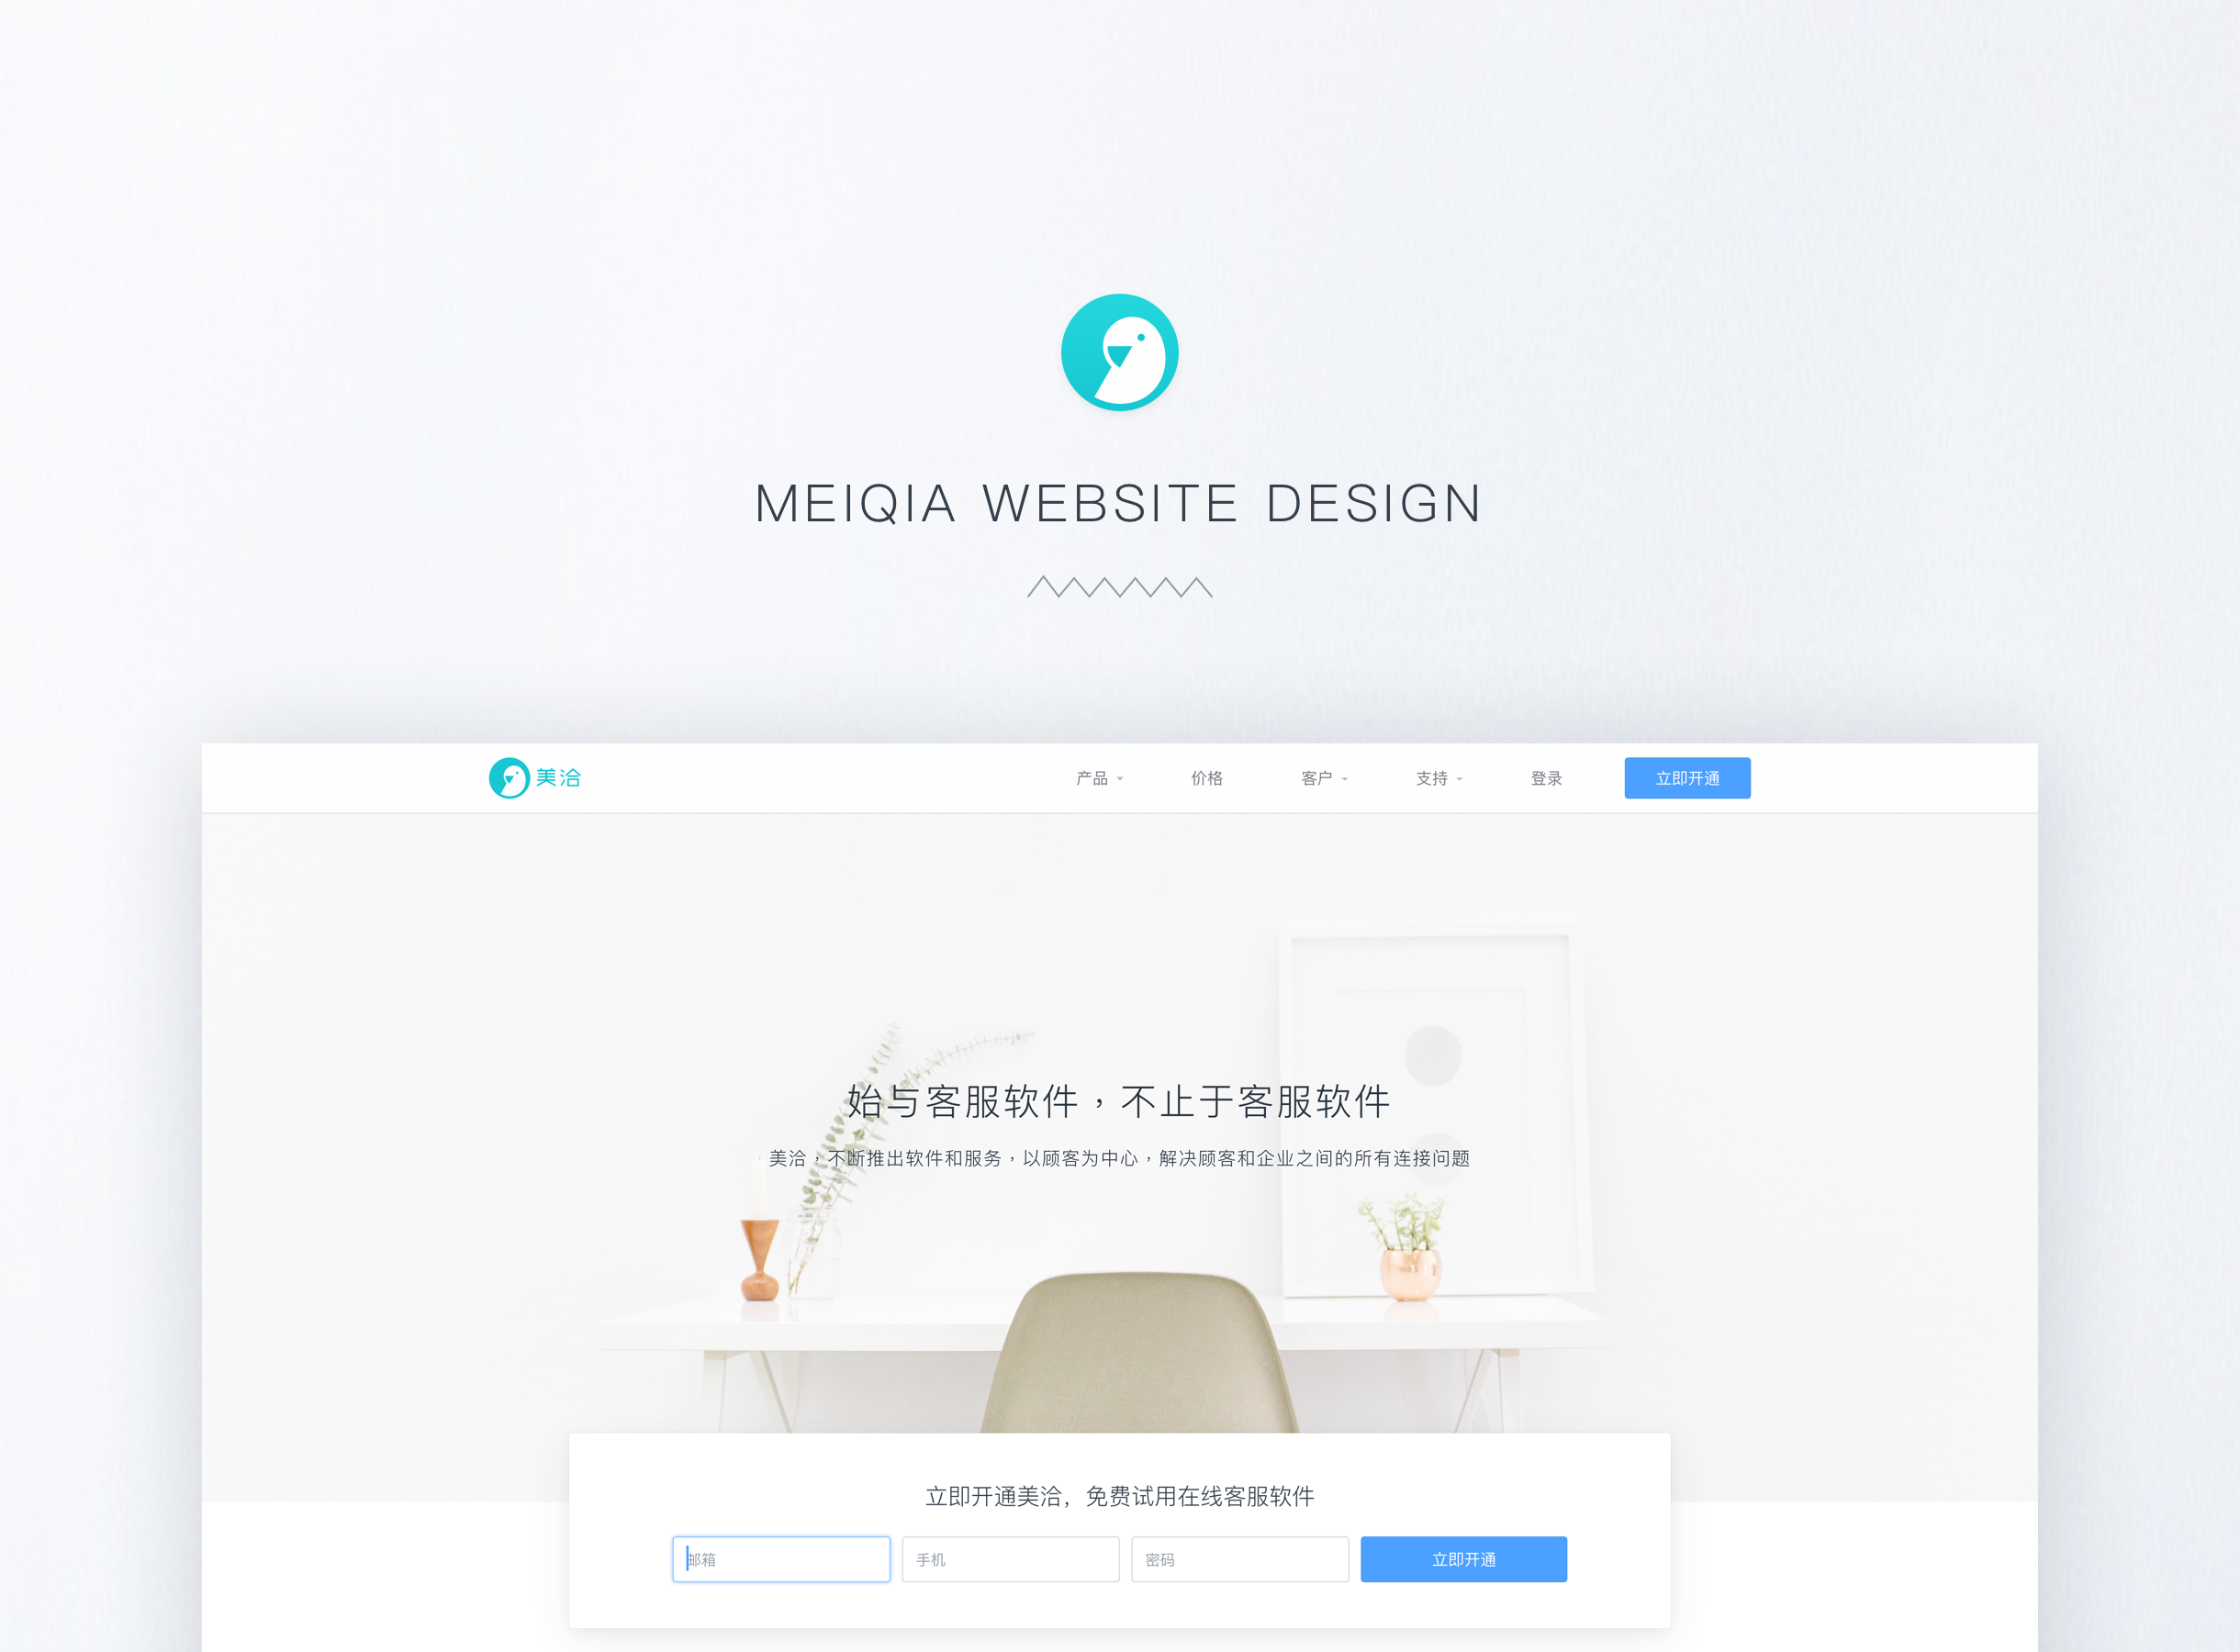 MEIQIA WEBSITE DESIGN
美洽 产品 价格 客户 支持 登录 立即开通
始与客服软件，不止于客服软件
美洽，不断推出软件和服务，以顾客为中心，解决顾客和企业之间的所有连接问题
立即开通美洽，免费试用在线客服软件
邮箱 手机 密码 立即开通